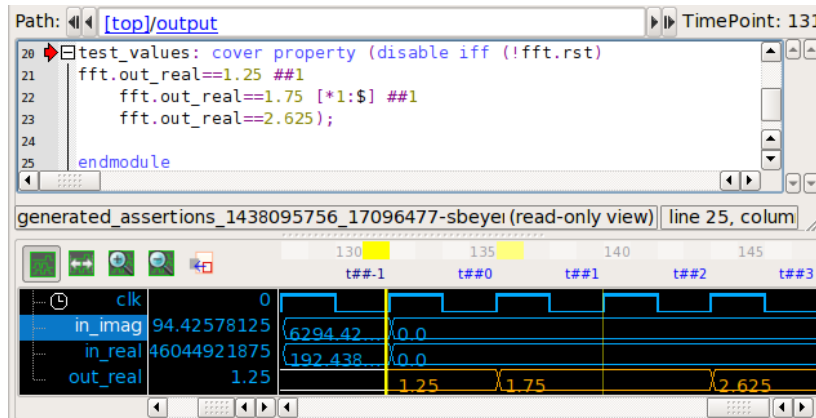 Path: [top]/output TimePoint: 131
20 test_values: cover property (disable iff (!fft.rst)
21 fft.out_real==1.25 ##1
22 fft.out_real==1.75 [*1:$] ##1
23 fft.out_real==2.625);
24
25 endmodule
generated_assertions_1438095756_17096477-sbeye (read-only view) line 25, colum
130 135 140 145
t##-1 t##0 t##1 t##2 t##3
clk 0
in_imag 94.42578125 6294.42... 0.0
in_real 46044921875 192.438... 0.0
out_real 1.25 1.25 1.75 2.625